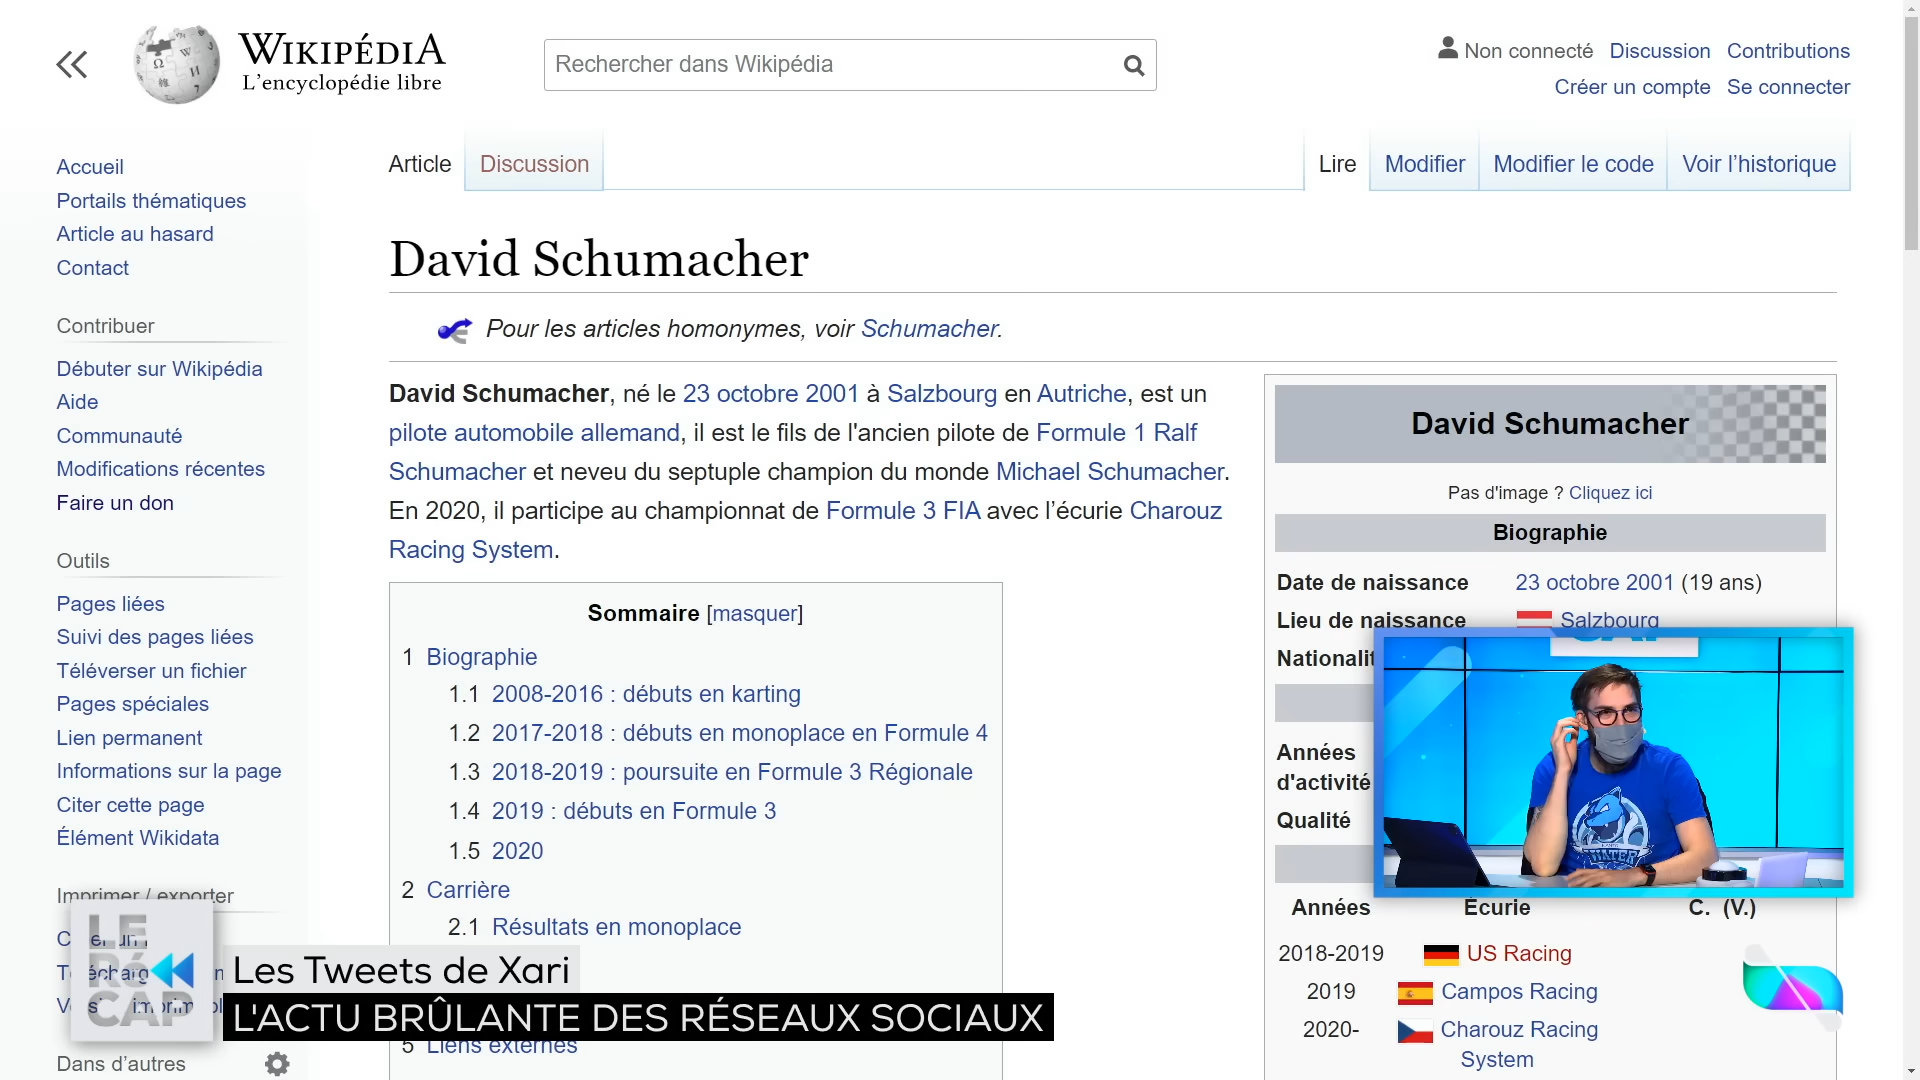 WIKIPÉDIA
L'encyclopédie libre
Rechercher dans Wikipédia
Non connecté Discussion Contributions
Créer un compte Se connecter
Accueil
Portails thématiques
Article au hasard
Contact
Contribuer
Débuter sur Wikipédia
Aide
Communauté
Modifications récentes
Faire un don
Outils
Pages liées
Suivi des pages liées
Téléverser un fichier
Pages spéciales
Lien permanent
Informations sur la page
Citer cette page
Élément Wikidata
Imprimer / exporter
Dans d’autres
Article Discussion
Lire Modifier Modifier le code Voir l’historique
David Schumacher
Pour les articles homonymes, voir Schumacher.
David Schumacher, né le 23 octobre 2001 à Salzbourg en Autriche, est un
pilote automobile allemand, il est le fils de l'ancien pilote de Formule 1 Ralf
Schumacher et neveu du septuple champion du monde Michael Schumacher.
En 2020, il participe au championnat de Formule 3 FIA avec l’écurie Charouz
Racing System.
Sommaire [masquer]
1 Biographie
1.1 2008-2016 : débuts en karting
1.2 2017-2018 : débuts en monoplace en Formule 4
1.3 2018-2019 : poursuite en Formule 3 Régionale
1.4 2019 : débuts en Formule 3
1.5 2020
2 Carrière
2.1 Résultats en monoplace
5 Liens externes
David Schumacher
Pas d'image ? Cliquez ici
Biographie
Date de naissance 23 octobre 2001 (19 ans)
Lieu de naissance Salzbourg
Nationalit
Années
d'activité
Qualité
Années Écurie C. (V.)
2018-2019 US Racing
2019 Campos Racing
2020- Charouz Racing
System
WATER
LE
RéCAP
Les Tweets de Xari
L'ACTU BRÛLANTE DES RÉSEAUX SOCIAUX